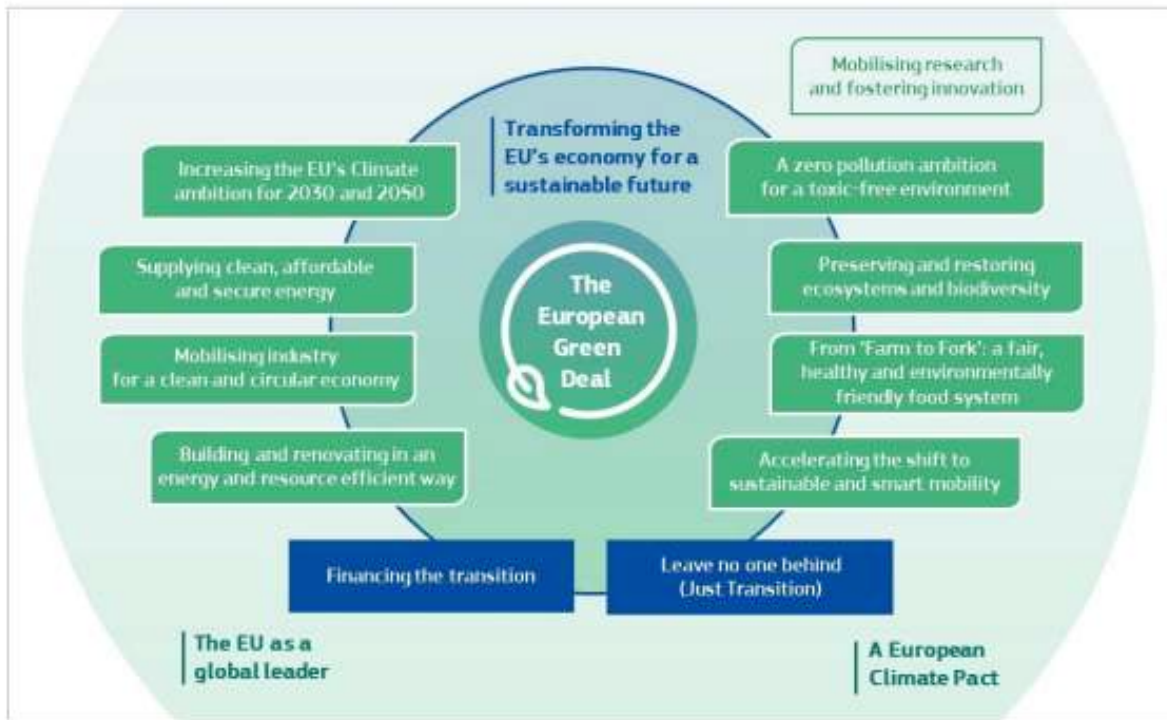 Mobilising research
and fostering innovation
Transforming the
EU's economy for a
sustainable future
Increasing the EU's Climate
ambition for 2030 and 2050
A zero pollution ambition
for a toxic-free environment
Supplying clean, affordable
and secure energy
Preserving and restoring
ecosystems and biodiversity
The
European
Green
Deal
Mobilising industry
for a clean and circular economy
From 'Farm to Fork': a fair,
healthy and environmentally
friendly food system
Building and renovating in an
energy and resource efficient way
Accelerating the shift to
sustainable and smart mobility
Financing the transition
Leave no one behind
(Just Transition)
The EU as a
global leader
A European
Climate Pact